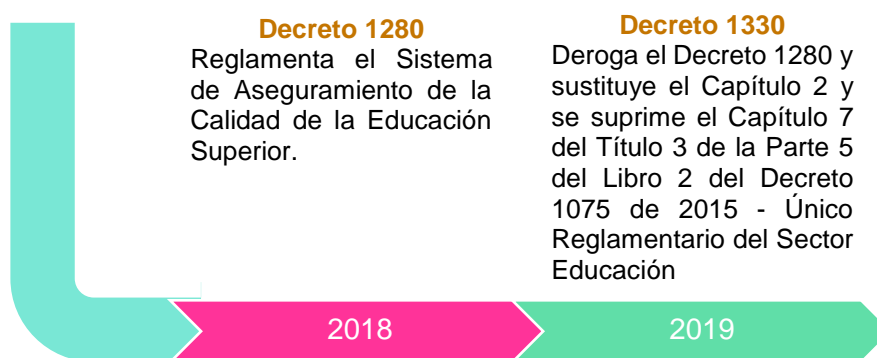 Decreto 1280
Reglamenta el Sistema
de Aseguramiento de la
Calidad de la Educación
Superior.
Decreto 1330
Deroga el Decreto 1280 y
sustituye el Capítulo 2 y
se suprime el Capítulo 7
del Título 3 de la Parte 5
del Libro 2 del Decreto
1075 de 2015 - Único
Reglamentario del Sector
Educación
2018
2019